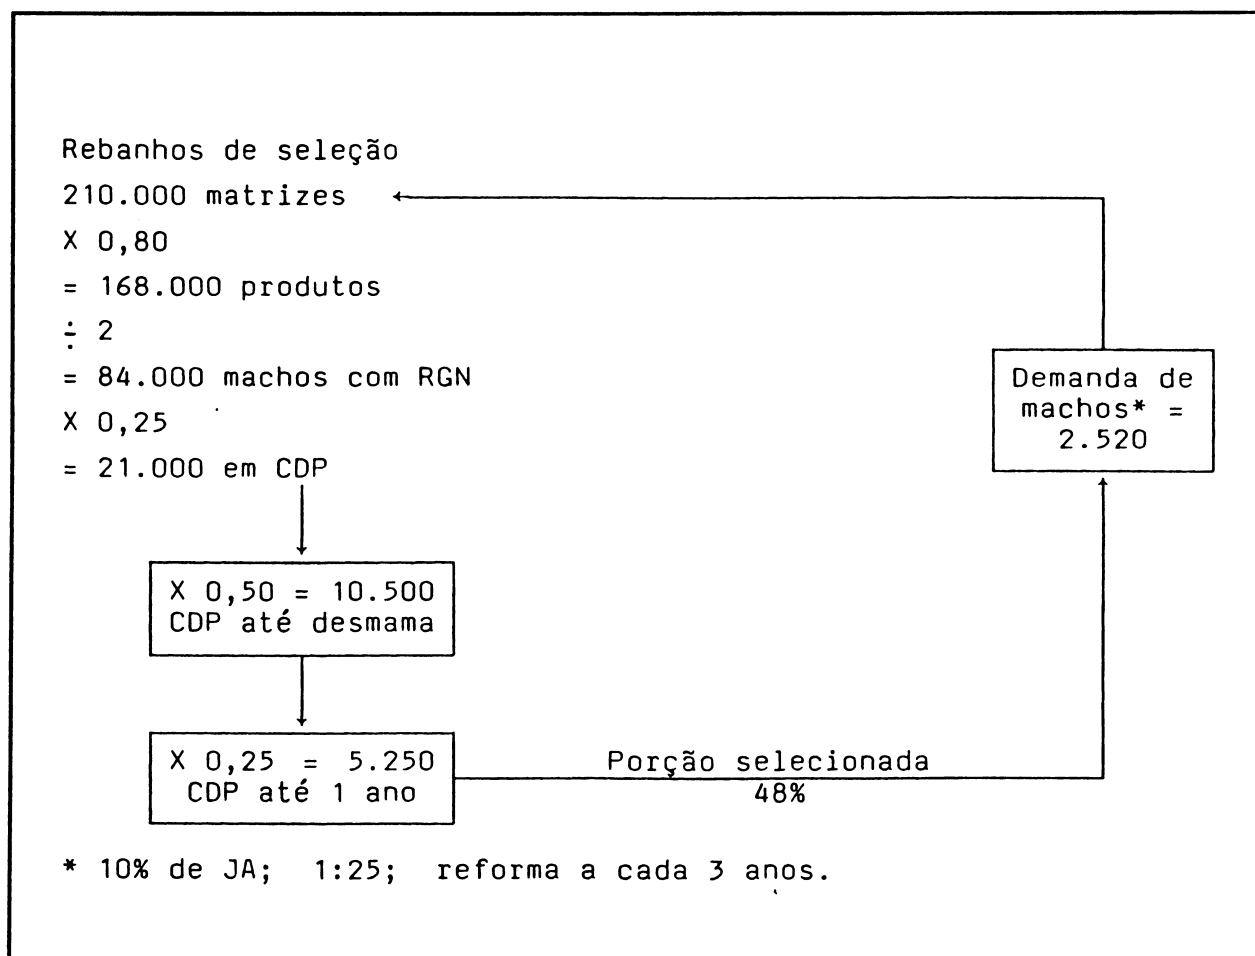 Rebanhos de seleção
210.000 matrizes
X 0,80
= 168.000 produtos
÷ 2
= 84.000 machos com RGN
X 0,25
= 21.000 em CDP
Demanda de
machos* =
2.520
X 0,50 = 10.500
CDP até desmama
X 0,25 = 5.250
CDP até 1 ano
Porção selecionada
48%
* 10% de JA; 1:25; reforma a cada 3 anos.